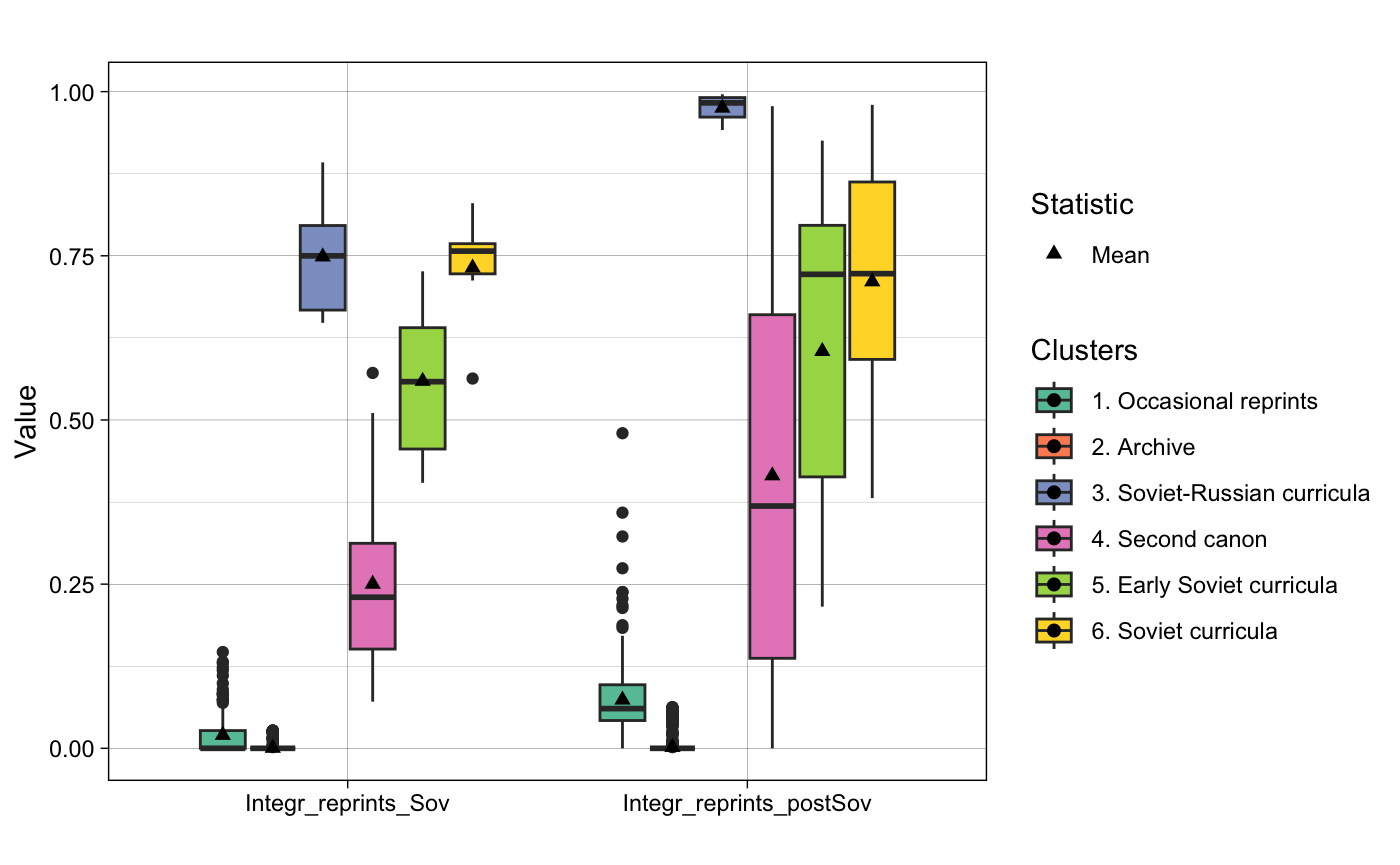 Value
1.00
0.75
0.50
0.25
0.00
Integr_reprints_Sov
Integr_reprints_postSov
Statistic
Mean
Clusters
1. Occasional reprints
2. Archive
3. Soviet-Russian curricula
4. Second canon
5. Early Soviet curricula
6. Soviet curricula